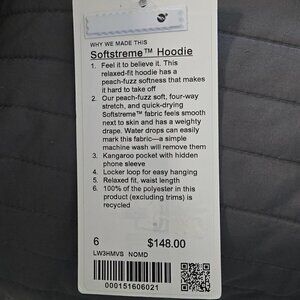 WHY WE MADE THIS
Softstreme™ Hoodie
1. Feel it to believe it. This
relaxed-fit hoodie has a
peach-fuzz softness that makes
it hard to take off
2. Our peach-fuzz soft, four-way
stretch, and quick-drying
Softstreme™ fabric feels smooth
next to skin and has a weighty
drape. Water drops can easily
mark this fabric—a simple
machine wash will remove them
3. Kangaroo pocket with hidden
phone sleeve
4. Locker loop for easy hanging
5. Relaxed fit, waist length
6. 100% of the polyester in this
product (excluding trims) is
recycled
6 $148.00
LW3HMVS NOMD
000151606021